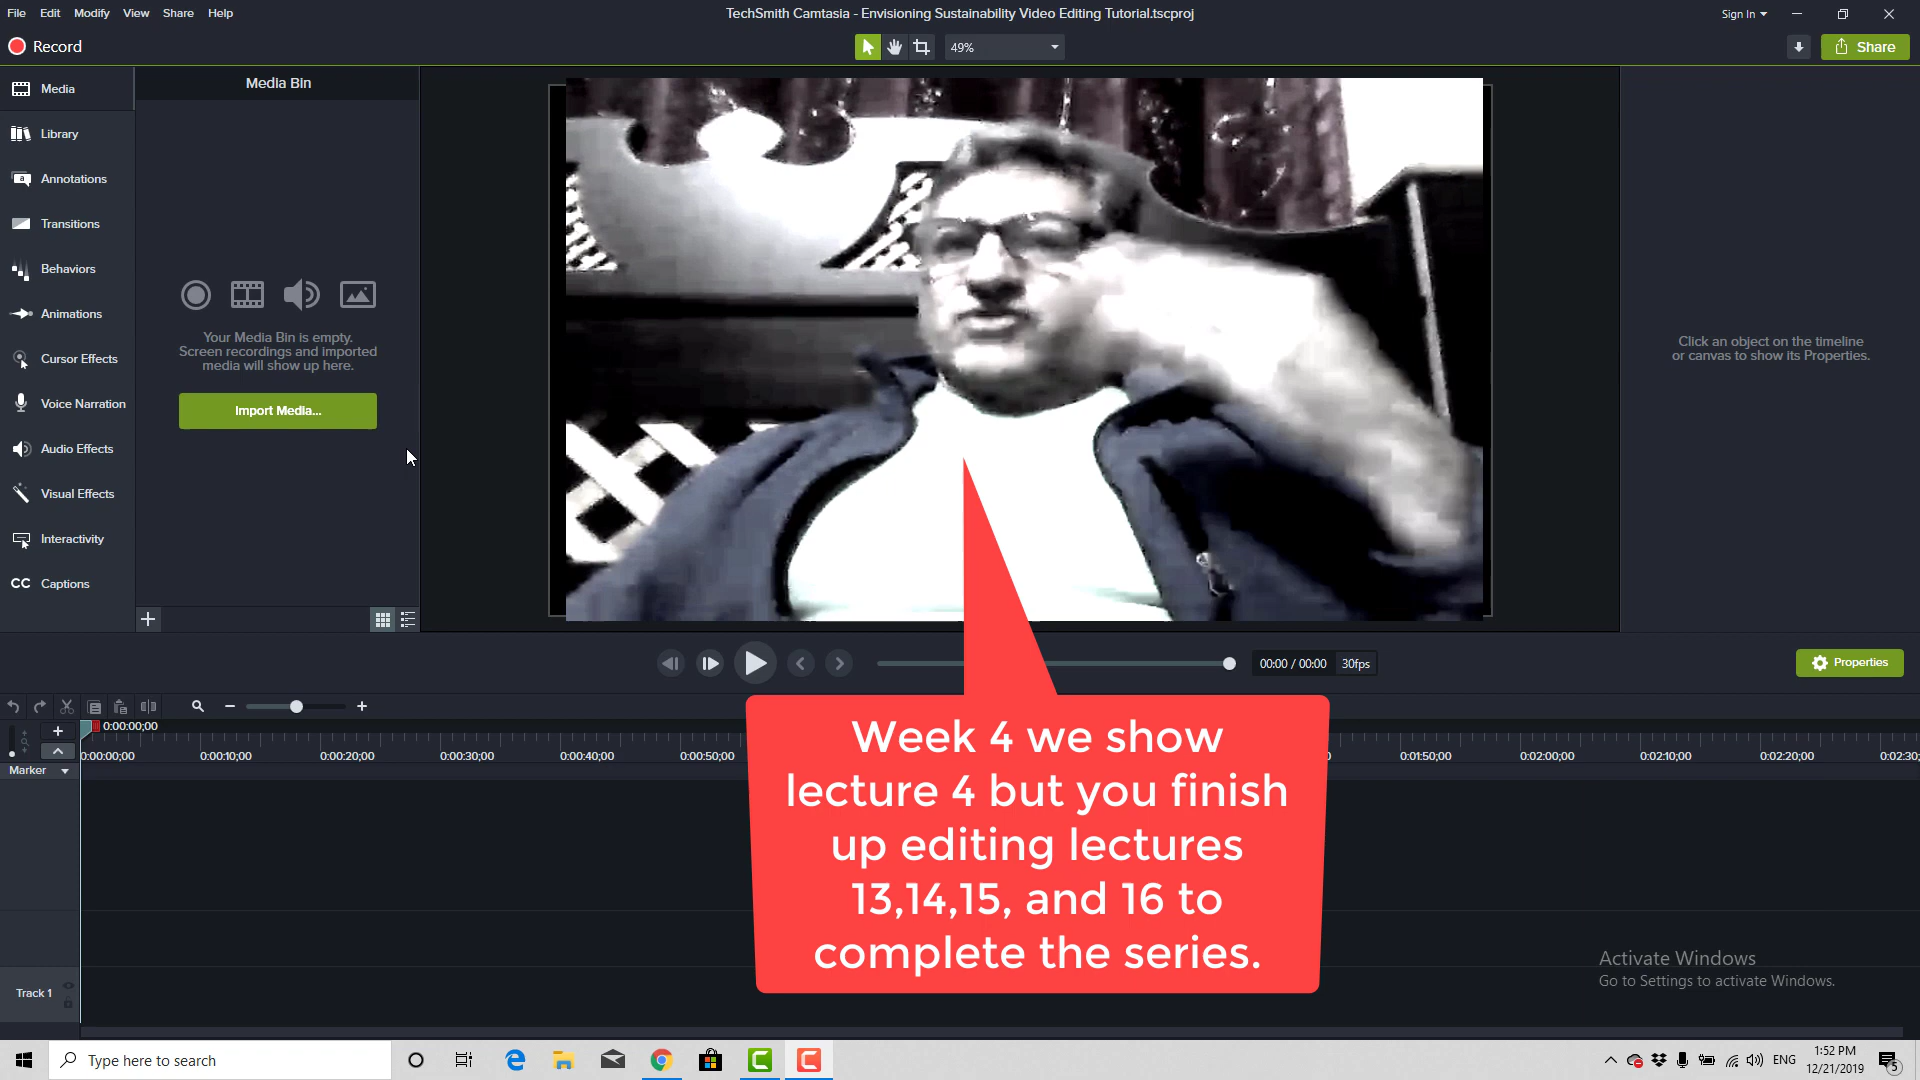 File Edit Modify View Share Help
TechSmith Camtasia - Envisioning Sustainability Video Editing Tutorial.tscproj
Sign In
Record
49%
Share
Media
Library
Annotations
Transitions
Behaviors
Animations
Cursor Effects
Voice Narration
Audio Effects
Visual Effects
Interactivity
CC Captions
Media Bin
Your Media Bin is empty.
Screen recordings and imported
media will show up here.
Import Media...
Click an object on the timeline
or canvas to show its Properties.
00:00 / 00:00 30fps
Properties
0:00:00;00
0:00:00;00 0:00:10;00 0:00:20;00 0:00:30;00 0:00:40;00 0:00:50;00 0:01:50;00 0:02:00;00 0:02:10;00 0:02:20;00 0:02:30;
Marker
Week 4 we show
lecture 4 but you finish
up editing lectures
13,14,15, and 16 to
complete the series.
Activate Windows
Go to Settings to activate Windows.
Track 1
Type here to search
ENG
1:52 PM
12/21/2019
5